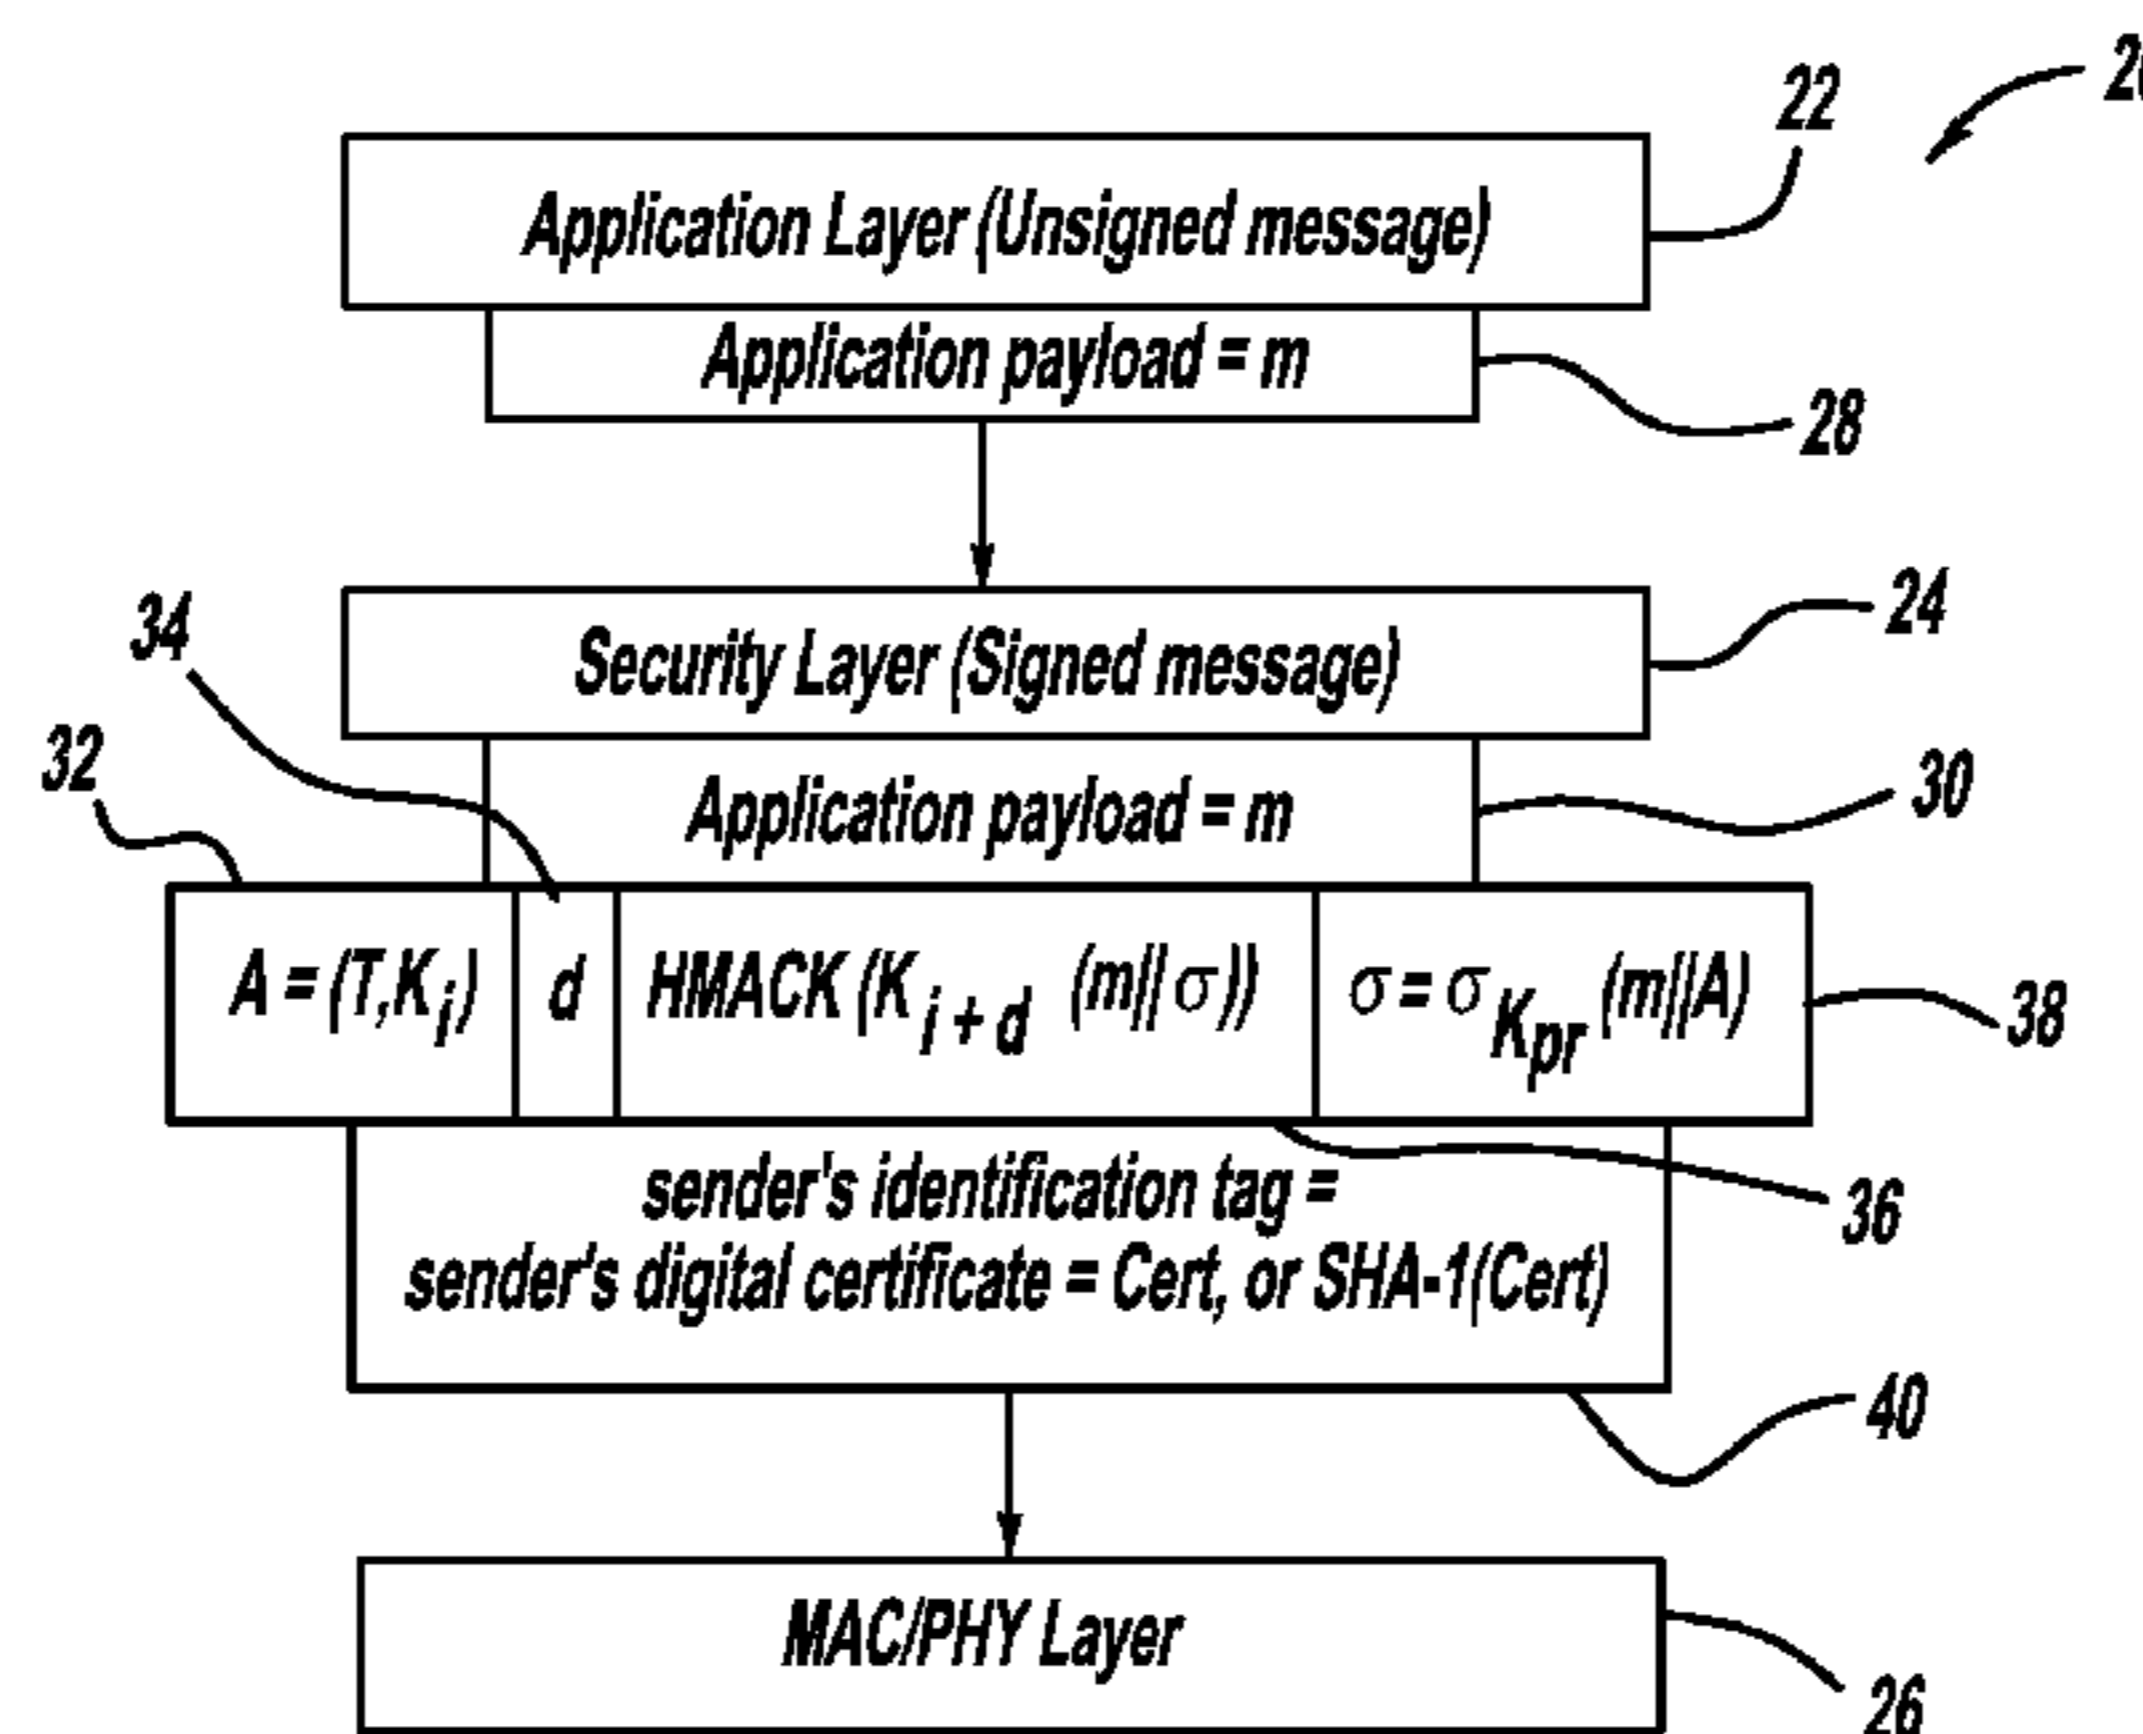 22
Application Layer (Unsigned message)
Application payload = m
28
34
24
Security Layer (Signed message)
32
30
Application payload = m
A = (T,Ki)
d
HMACK (Ki + d (m|| σ))
σ = σKpr (m||A)
38
sender's identification tag =
36
sender's digital certificate = Cert, or SHA-1(Cert)
40
MAC/PHY Layer
26